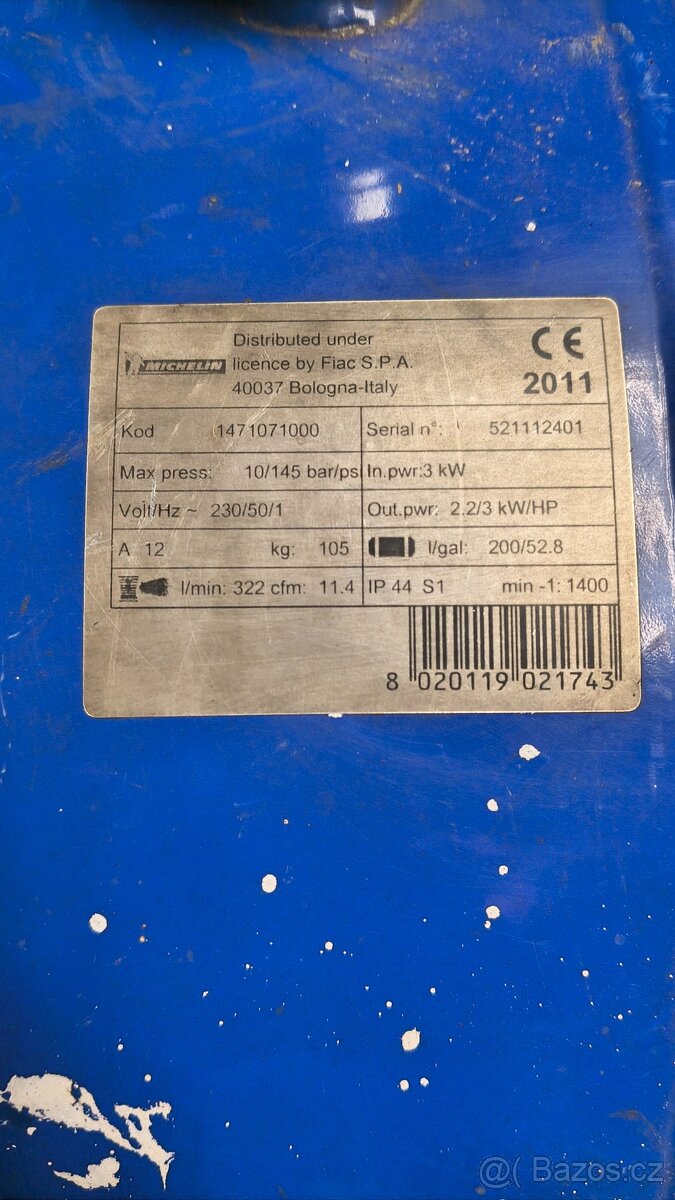 Distributed under
MICHELIN licence by Fiac S.P.A.
40037 Bologna-Italy
CE
2011
Kod 1471071000 Serial n°: 521112401
Max press: 10/145 bar/psi In.pwr:3 kW
Volt/Hz ~ 230/50/1 Out.pwr: 2.2/3 kW/HP
A 12 kg: 105 l/gal: 200/52.8
l/min: 322 cfm: 11.4 IP 44 S1 min -1: 1400
8 020119 021743
@( Bazos.cz